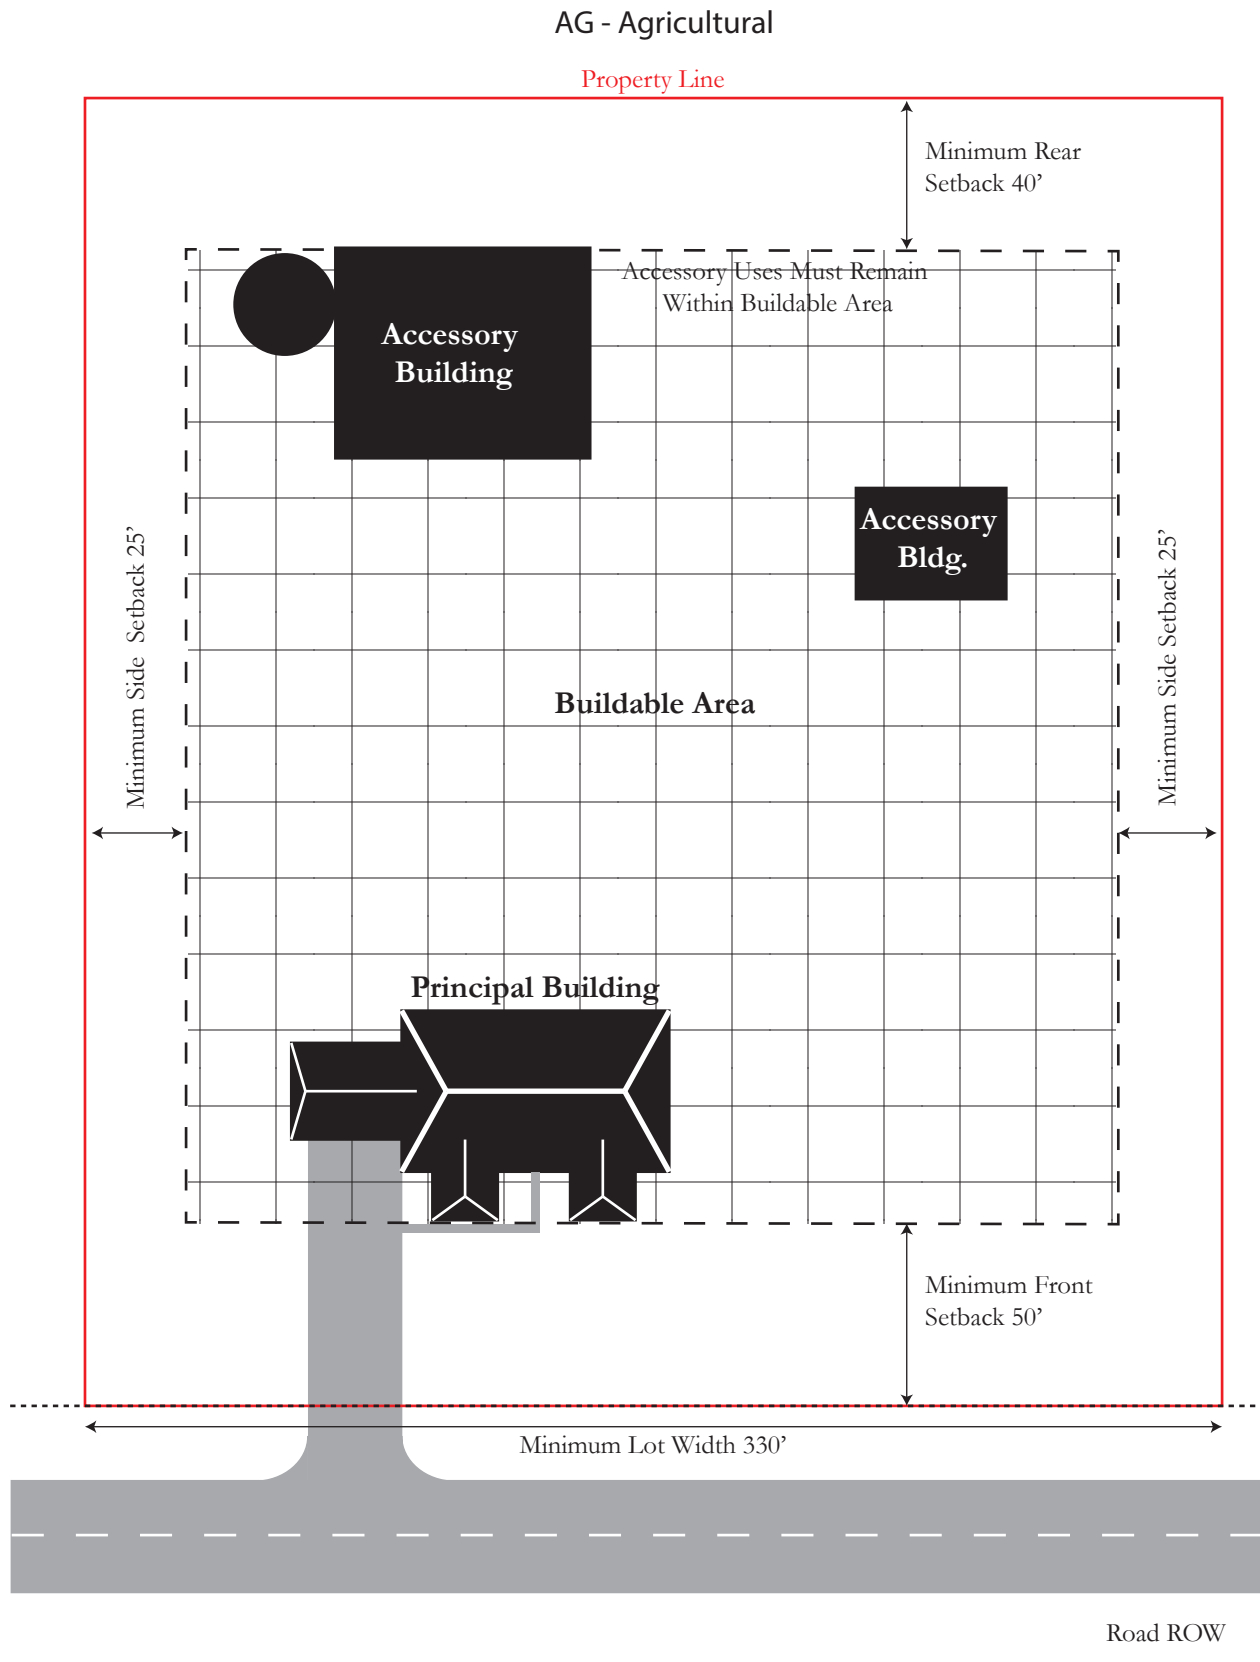 AG - Agricultural
Property Line
Minimum Rear
Setback 40’
Accessory Uses Must Remain
Within Buildable Area
Accessory
Building
Accessory
Bldg.
Minimum Side Setback 25’
Minimum Side Setback 25’
Buildable Area
Principal Building
Minimum Front
Setback 50’
Minimum Lot Width 330’
Road ROW